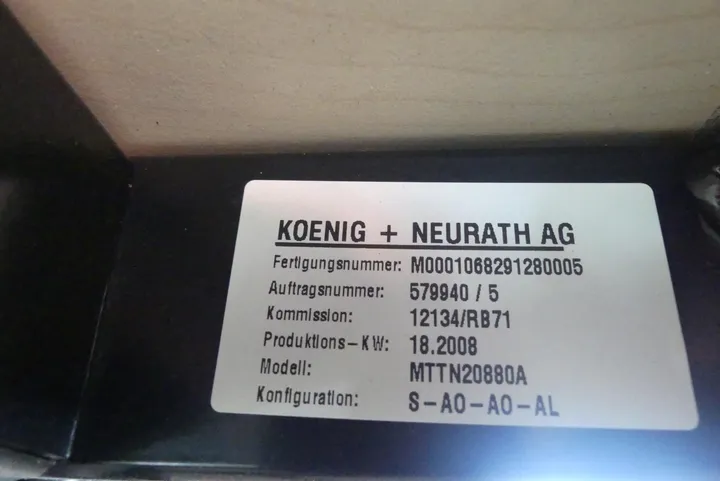 KOENIG + NEURATH AG
Fertigungsnummer: M0001068291280005
Auftragsnummer: 579940 / 5
Kommission: 12134/RB71
Produktions-KW: 18.2008
Modell: MTTN20880A
Konfiguration: S-AO-AO-AL